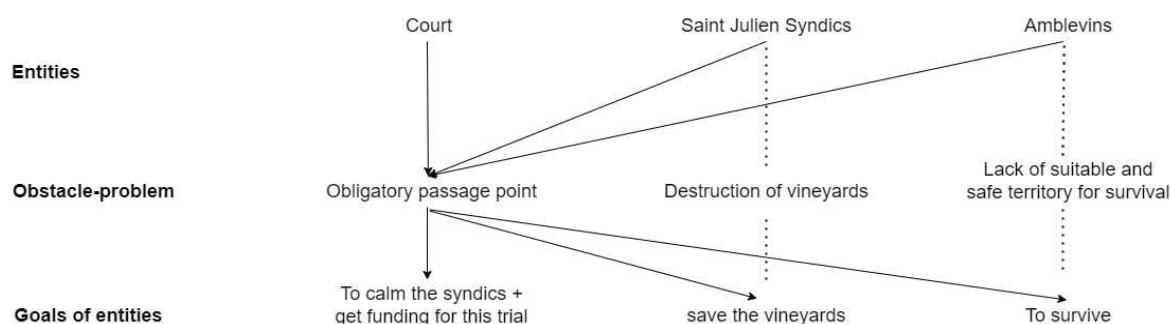 Court Saint Julien Syndics Amblevins
Entities
Lack of suitable and
Obstacle-problem Obligatory passage point Destruction of vineyards safe territory for survival
To calm the syndics +
Goals of entities get funding for this trial save the vineyards To survive